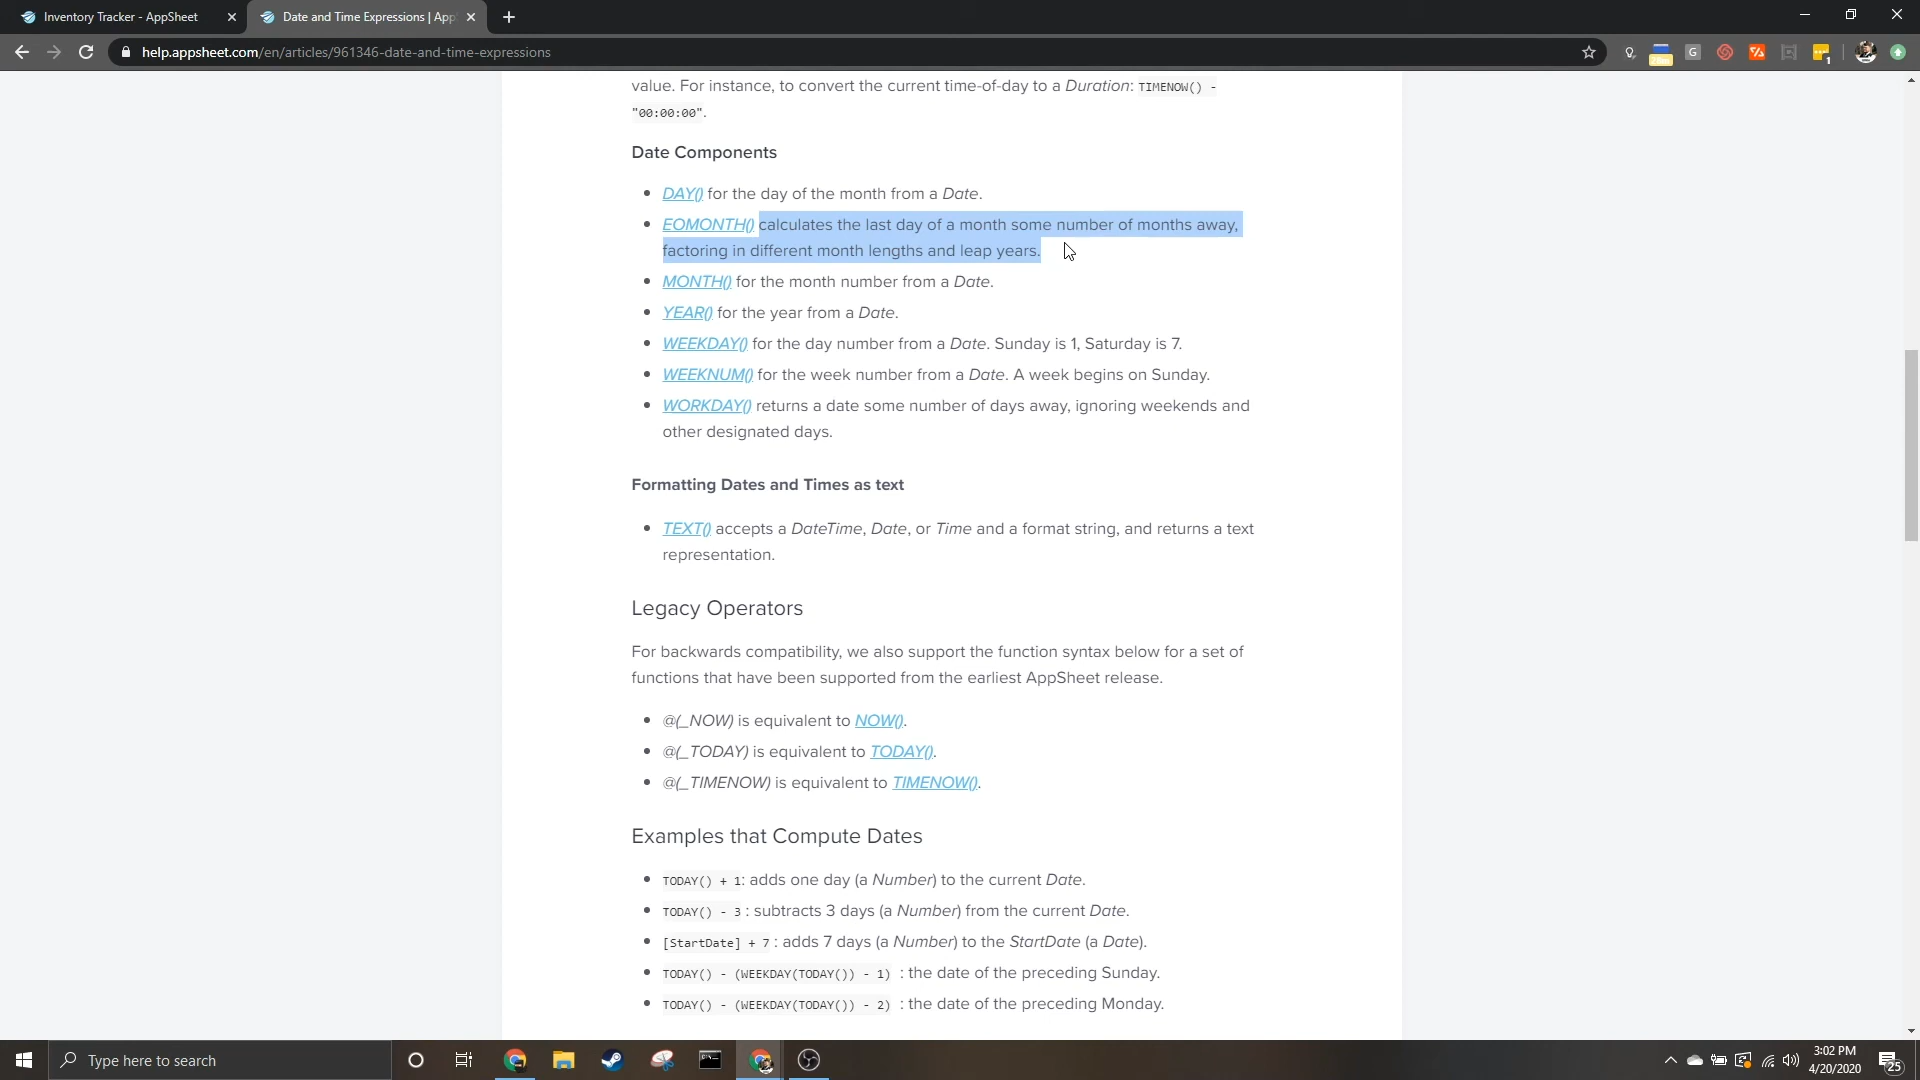 Inventory Tracker - AppSheet
Date and Time Expressions | App
help.appsheet.com/en/articles/961346-date-and-time-expressions
value. For instance, to convert the current time-of-day to a Duration: TIMENOW() -
"00:00:00".
Date Components
DAY() for the day of the month from a Date.
EOMONTH() calculates the last day of a month some number of months away,
factoring in different month lengths and leap years.
MONTH() for the month number from a Date.
YEAR() for the year from a Date.
WEEKDAY() for the day number from a Date. Sunday is 1, Saturday is 7.
WEEKNUM() for the week number from a Date. A week begins on Sunday.
WORKDAY() returns a date some number of days away, ignoring weekends and
other designated days.
Formatting Dates and Times as text
TEXT() accepts a DateTime, Date, or Time and a format string, and returns a text
representation.
Legacy Operators
For backwards compatibility, we also support the function syntax below for a set of
functions that have been supported from the earliest AppSheet release.
@(_NOW) is equivalent to NOW().
@(_TODAY) is equivalent to TODAY().
@(_TIMENOW) is equivalent to TIMENOW().
Examples that Compute Dates
TODAY() + 1: adds one day (a Number) to the current Date.
TODAY() - 3 : subtracts 3 days (a Number) from the current Date.
[StartDate] + 7 : adds 7 days (a Number) to the StartDate (a Date).
TODAY() - (WEEKDAY(TODAY()) - 1) : the date of the preceding Sunday.
TODAY() - (WEEKDAY(TODAY()) - 2) : the date of the preceding Monday.
Type here to search
3:02 PM
4/20/2020
25